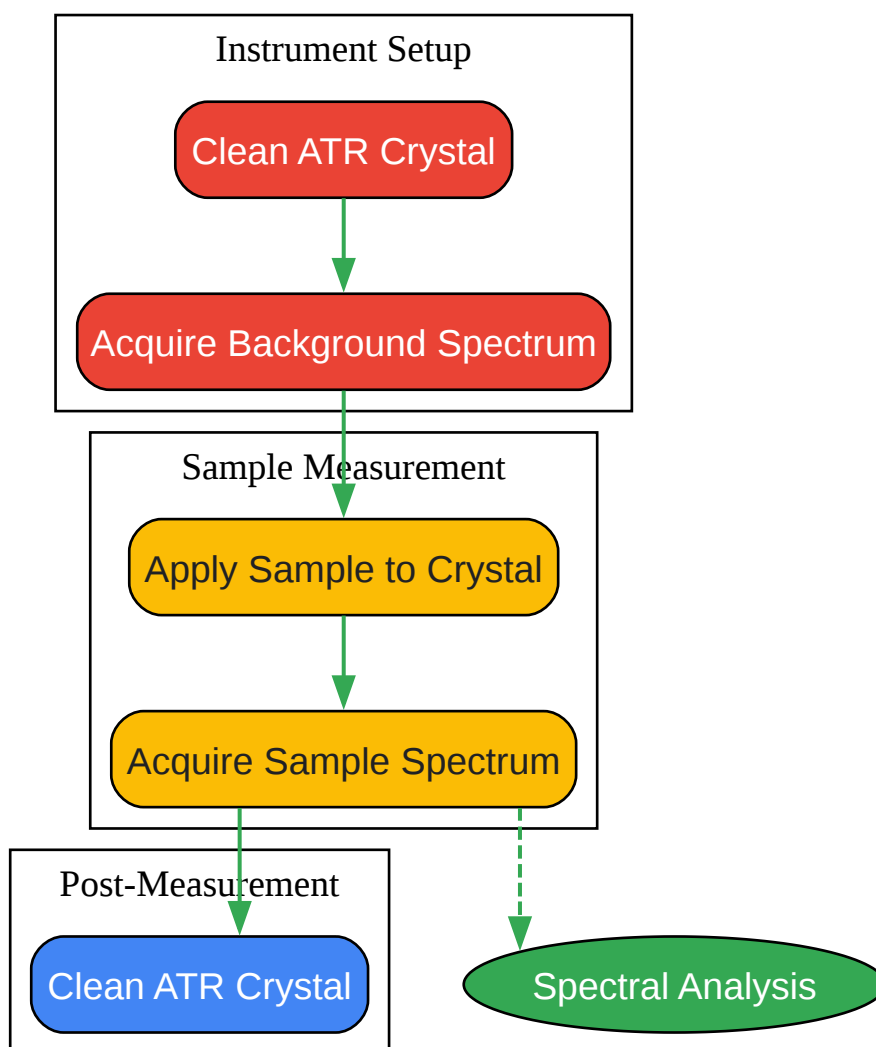 Instrument Setup
Clean ATR Crystal
Acquire Background Spectrum
Sample Measurement
Apply Sample to Crystal
Acquire Sample Spectrum
Post-Measurement
Clean ATR Crystal
Spectral Analysis